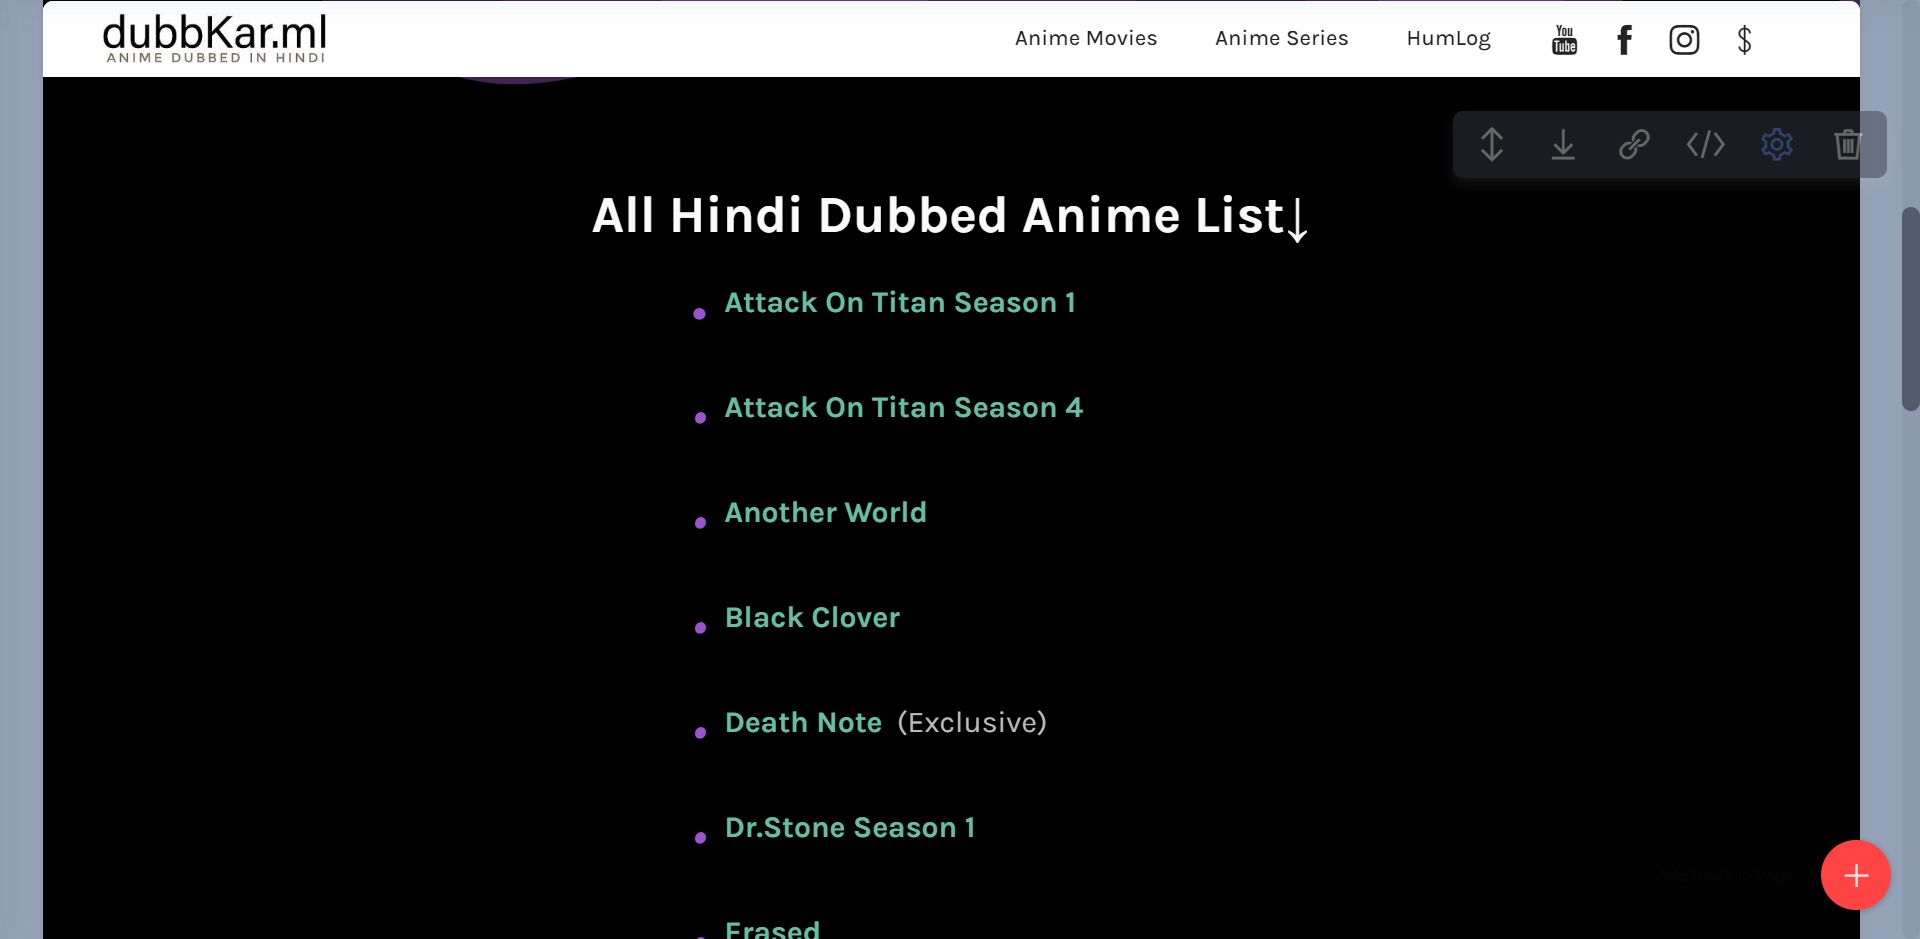 dubbKar.ml
ANIME DUBBED IN HINDI
Anime Movies
Anime Series
HumLog
You
Tube
All Hindi Dubbed Anime List↓
Attack On Titan Season 1
Attack On Titan Season 4
Another World
Black Clover
Death Note (Exclusive)
Dr.Stone Season 1
Erased